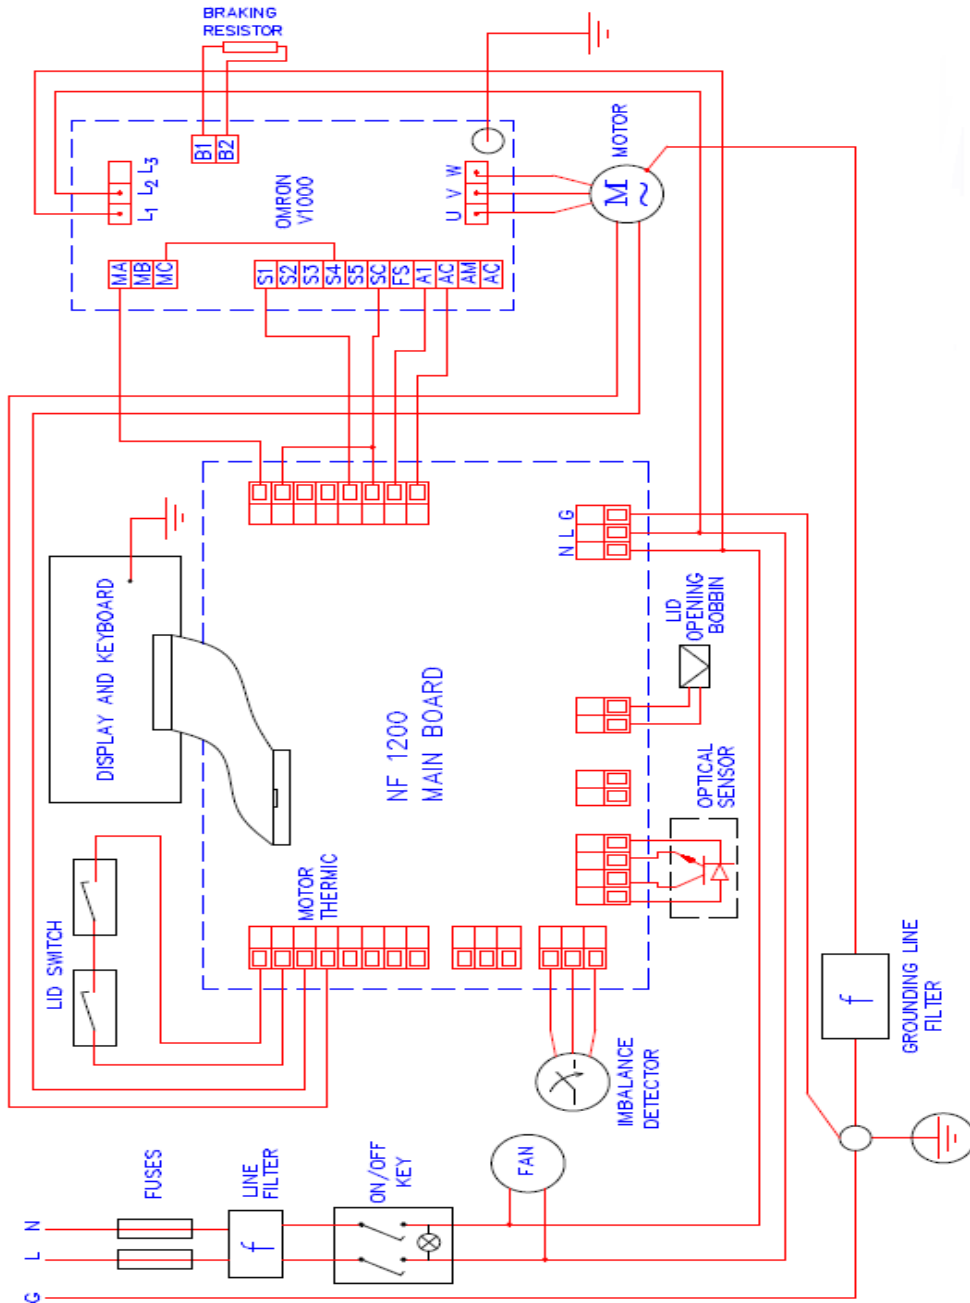 BRAKING
RESISTOR
B1
B2
L1 L2 L3
OMRON
V1000
U V W
MOTOR
M
~
MA
MB
MC
S1
S2
S3
S4
S5
SC
FS
A1
AC
AM
AC
DISPLAY AND KEYBOARD
NF 1200
MAIN BOARD
N L G
LID
OPENING
BOBBIN
OPTICAL
SENSOR
LID SWITCH
MOTOR
THERMIC
IMBALANCE
DETECTOR
f
GROUNDING LINE
FILTER
FUSES
LINE
FILTER
f
ON/OFF
KEY
FAN
N
L
G